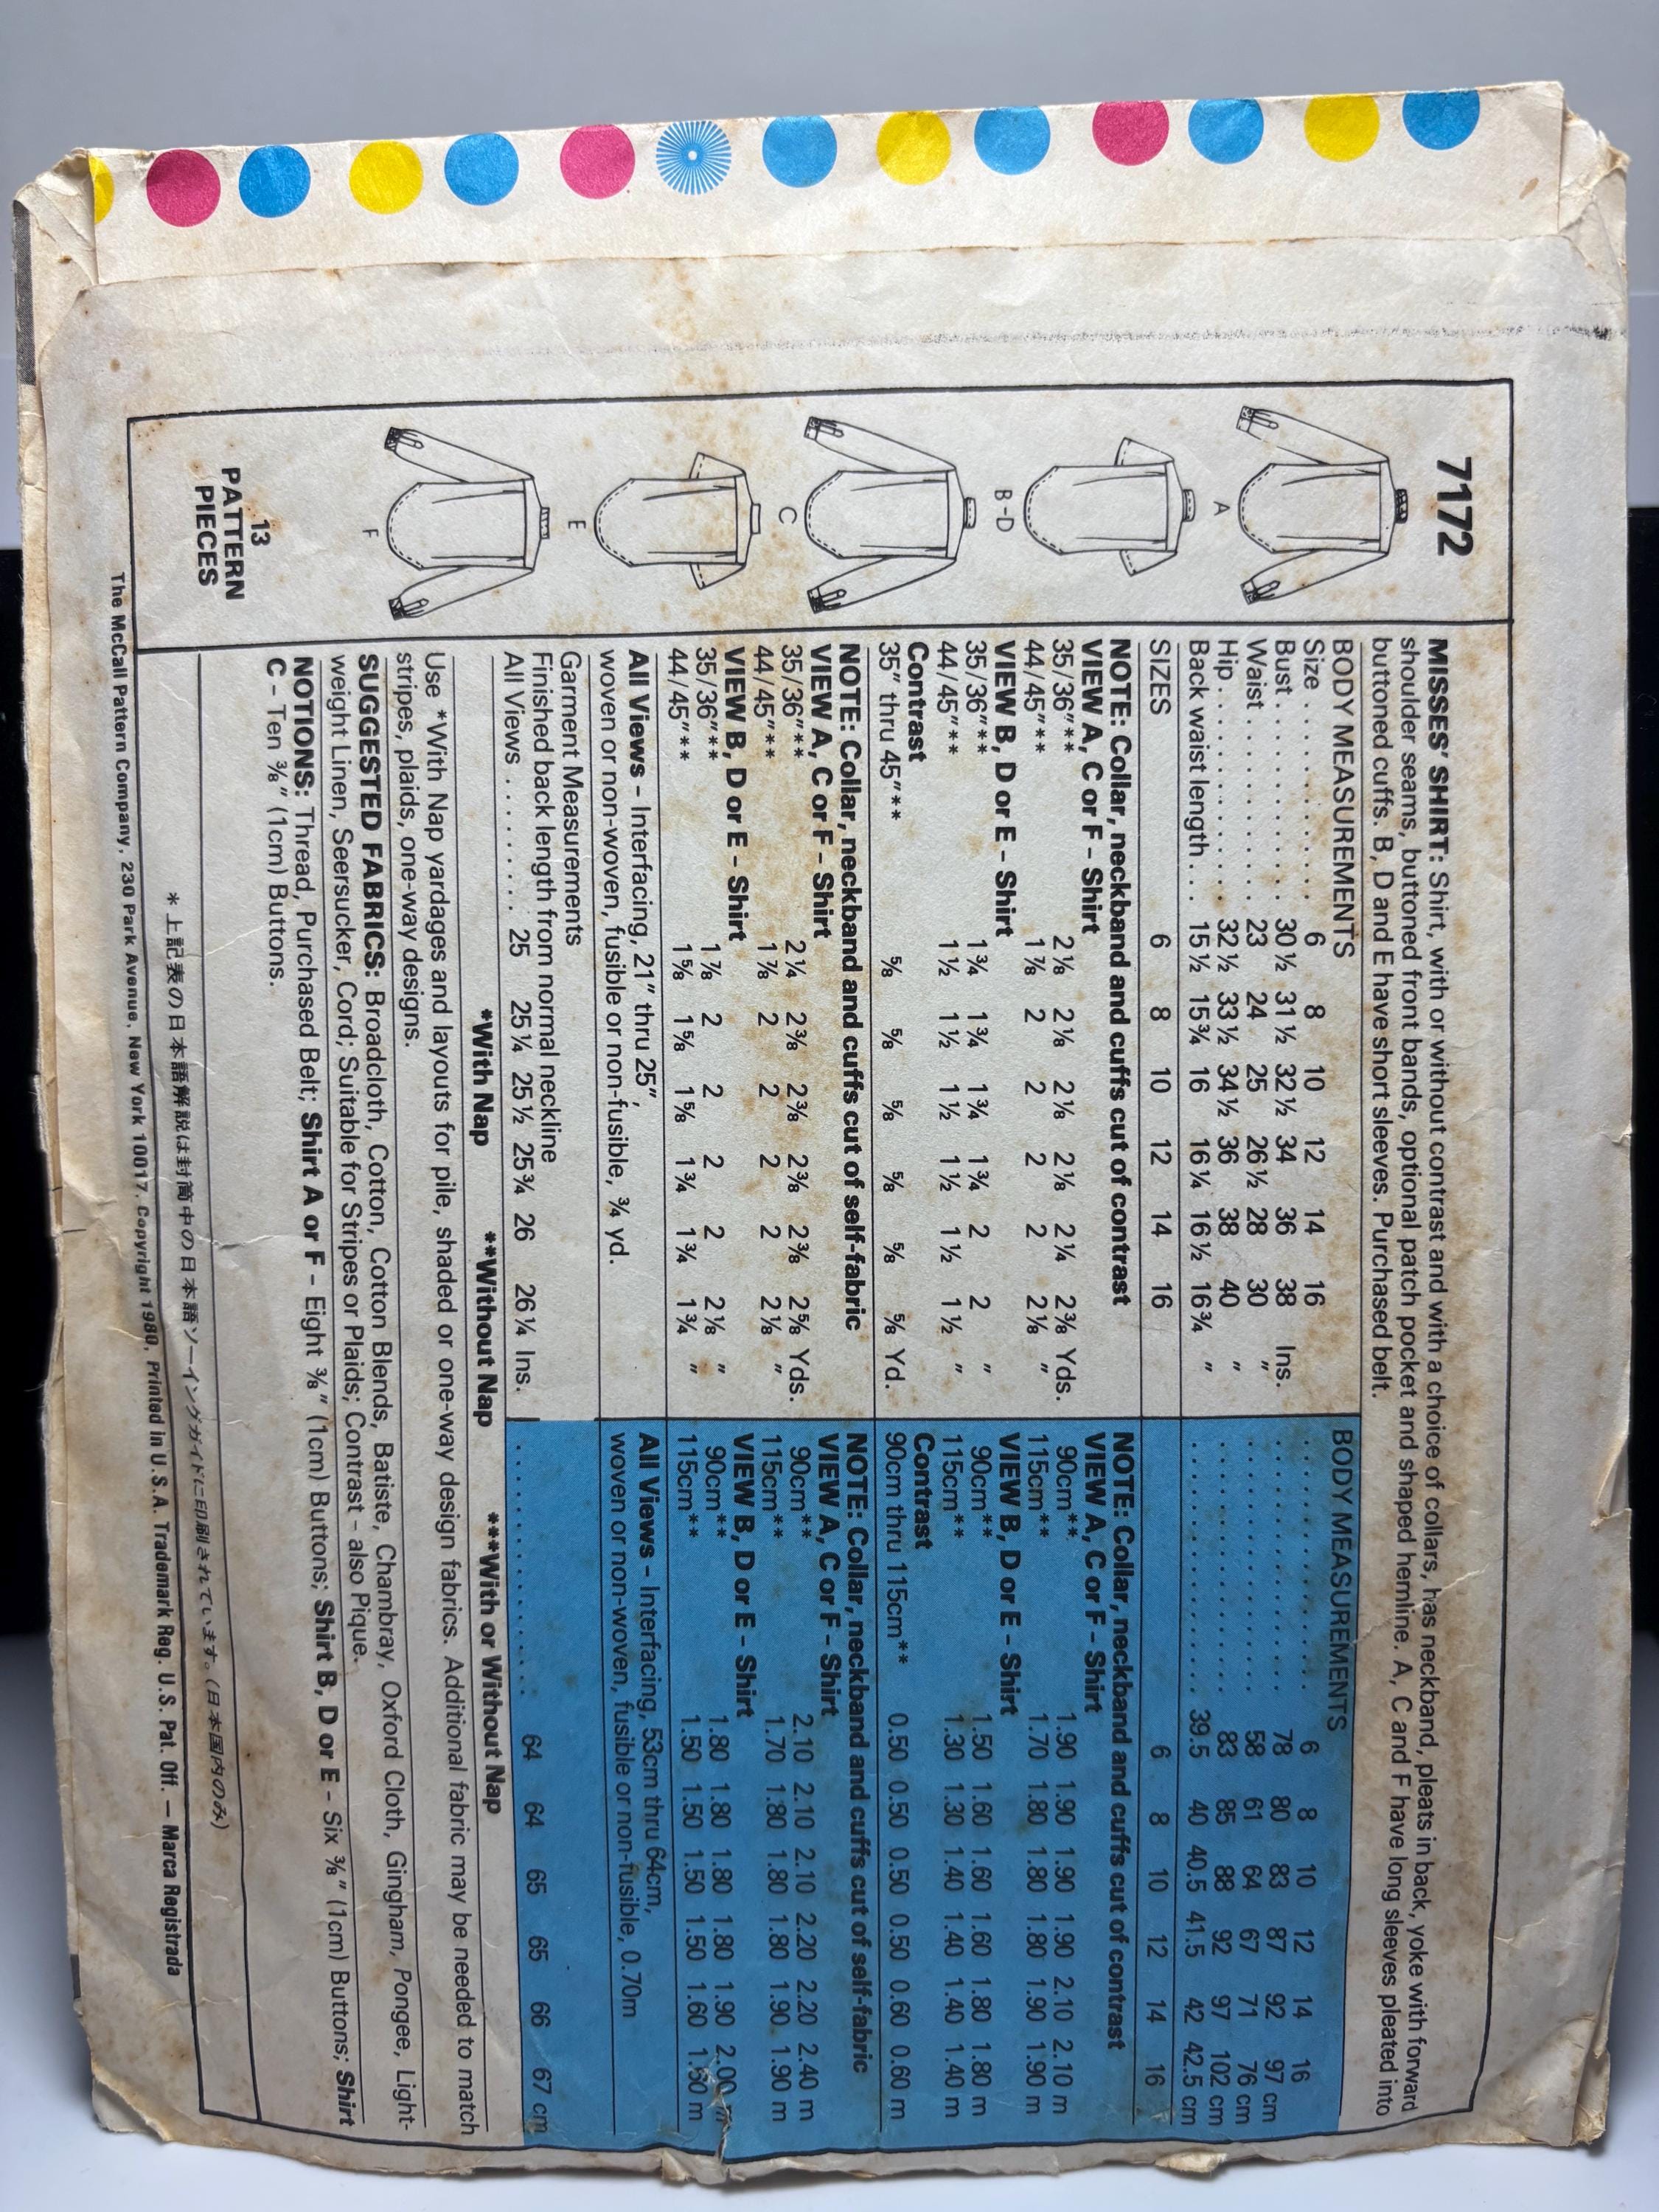 7172
A
B-D
C
E
F
13
PATTERN
PIECES
MISSES' SHIRT: Shirt, with or without contrast and with a choice of collars, has neckband, pleats in back, yoke with forward
shoulder seams, buttoned front bands, optional patch pocket and shaped hemline. A, C and F have long sleeves pleated into
buttoned cuffs. B, D and E have short sleeves. Purchased belt.
BODY MEASUREMENTS BODY MEASUREMENTS
Size 6 8 10 12 14 16 6 8 10 12 14 16
Bust 30½ 31½ 32½ 34 36 38 Ins. 78 80 83 87 92 97 cm
Waist 23 24 25 26½ 28 30 " 58 61 64 67 71 76 cm
Hip 32½ 33½ 34½ 36 38 40 " 83 85 88 92 97 102 cm
Back waist length 15½ 15¾ 16 16¼ 16½ 16¾ " 39.5 40 40.5 41.5 42 42.5 cm
SIZES 6 8 10 12 14 16 6 8 10 12 14 16
NOTE: Collar, neckband and cuffs cut of contrast NOTE: Collar, neckband and cuffs cut of contrast
VIEW A, C or F – Shirt VIEW A, C or F – Shirt
35/36"** 2⅛ 2⅛ 2⅛ 2⅛ 2¼ 2⅜ Yds. 90cm** 1.90 1.90 1.90 1.90 2.10 2.10 m
44/45"** 1⅞ 2 2 2 2 2⅛ " 115cm** 1.70 1.80 1.80 1.80 1.90 1.90 m
VIEW B, D or E – Shirt VIEW B, D or E – Shirt
35/36"** 1¾ 1¾ 1¾ 1¾ 2 2 " 90cm** 1.50 1.60 1.60 1.60 1.80 1.80 m
44/45"** 1½ 1½ 1½ 1½ 1½ 1½ " 115cm** 1.30 1.30 1.40 1.40 1.40 1.40 m
Contrast Contrast
35" thru 45"** ⅝ ⅝ ⅝ ⅝ ⅝ ⅝ Yd. 90cm thru 115cm** 0.50 0.50 0.50 0.50 0.60 0.60 m
NOTE: Collar, neckband and cuffs cut of self-fabric NOTE: Collar, neckband and cuffs cut of self-fabric
VIEW A, C or F – Shirt VIEW A, C or F – Shirt
35/36"** 2¼ 2⅜ 2⅜ 2⅜ 2⅜ 2⅝ Yds. 90cm** 2.10 2.10 2.10 2.20 2.20 2.40 m
44/45"** 1⅞ 2 2 2 2 2⅛ " 115cm** 1.70 1.80 1.80 1.80 1.90 1.90 m
VIEW B, D or E – Shirt VIEW B, D or E – Shirt
35/36"** 1⅞ 2 2 2 2 2⅛ " 90cm** 1.80 1.80 1.80 1.80 1.90 2.00 m
44/45"** 1⅝ 1⅝ 1⅝ 1¾ 1¾ 1¾ " 115cm** 1.50 1.50 1.50 1.50 1.60 m
All Views – Interfacing, 21" thru 25", All Views – Interfacing, 53cm thru 64cm,
woven or non-woven, fusible or non-fusible, ¾ yd. woven or non-woven, fusible or non-fusible, 0.70m
Garment Measurements
Finished back length from normal neckline
All Views 25 25¼ 25½ 25¾ 26 26¼ Ins. 64 64 65 65 66 67 cm
*With Nap **Without Nap ***With or Without Nap
Use *With Nap yardages and layouts for pile, shaded or one-way design fabrics. Additional fabric may be needed to match
stripes, plaids, one-way designs.
SUGGESTED FABRICS: Broadcloth, Cotton, Cotton Blends, Batiste, Chambray, Oxford Cloth, Gingham, Pongee, Light-
weight Linen, Seersucker, Cord; Suitable for Stripes or Plaids; Contrast – also Pique.
NOTIONS: Thread, Purchased Belt; Shirt A or F – Eight ⅜" (1cm) Buttons; Shirt B, D or E – Six ⅜" (1cm) Buttons; Shirt
C – Ten ⅜" (1cm) Buttons.
*上記表の日本語解説は封筒中の日本語ソーイングガイドに印刷されています。(日本国内のみ)
The McCall Pattern Company, 230 Park Avenue, New York 10017. Copyright 1980, Printed in U.S.A. Trademark Reg. U.S. Pat. Off. — Marca Registrada